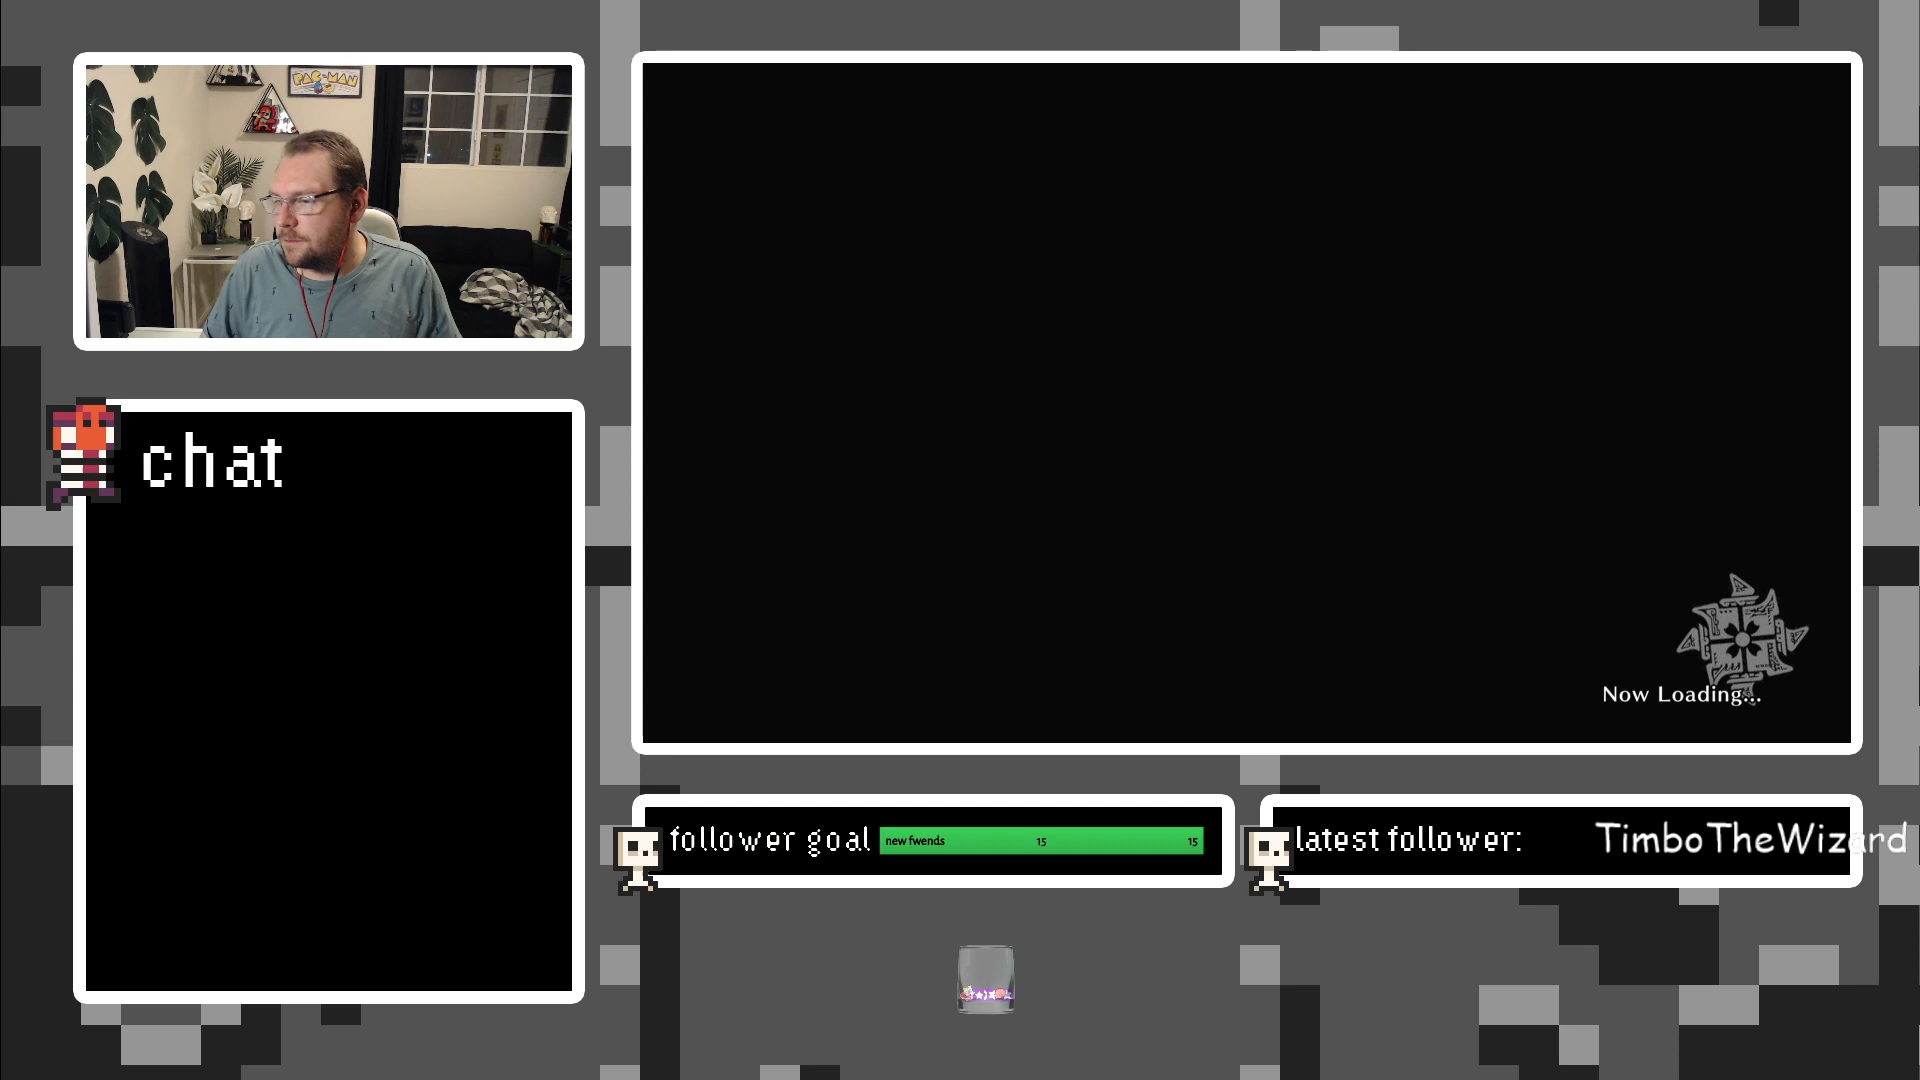 PAC-MAN
chat
Now Loading...
follower goal
new fwends 15 15
latest follower: TimboTheWizard